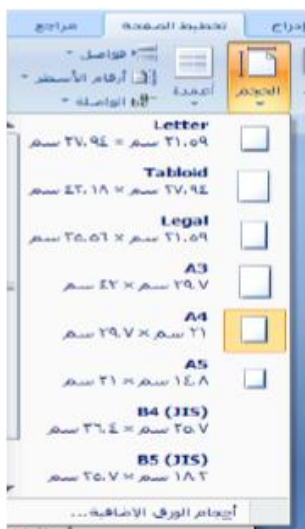 إدراج تخطيط الصفحة مراجع
الحجم
أعمدة
فواصل
أرقام الأسطر
الواصلة
Letter
٢١.٥٩ سم × ٢٧.٩٤ سم
Tabloid
٢٧.٩٤ سم × ٤٣.١٨ سم
Legal
٢١.٥٩ سم × ٣٥.٥٦ سم
A3
٢٩.٧ سم × ٤٢ سم
A4
٢١ سم × ٢٩.٧ سم
A5
١٤.٨ سم × ٢١ سم
B4 (JIS)
٢٥.٧ سم × ٣٦.٤ سم
B5 (JIS)
١٨.٢ سم × ٢٥.٧ سم
أحجام الورق الإضافية...